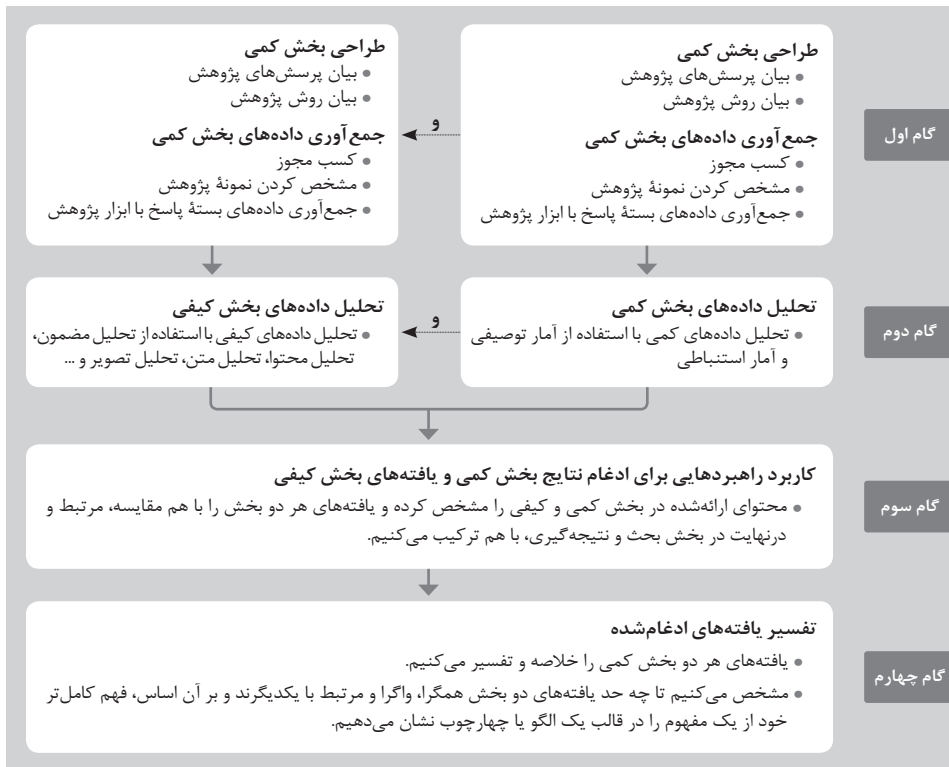 گام اول
طراحی بخش کمی
● بیان پرسش‌های پژوهش
● بیان روش پژوهش
جمع‌آوری داده‌های بخش کمی
● کسب مجوز
● مشخص کردن نمونهٔ پژوهش
● جمع‌آوری داده‌های بستهٔ پاسخ با ابزار پژوهش
و
طراحی بخش کمی
● بیان پرسش‌های پژوهش
● بیان روش پژوهش
جمع‌آوری داده‌های بخش کمی
● کسب مجوز
● مشخص کردن نمونهٔ پژوهش
● جمع‌آوری داده‌های بستهٔ پاسخ با ابزار پژوهش
گام دوم
تحلیل داده‌های بخش کمی
● تحلیل داده‌های کمی با استفاده از آمار توصیفی
و آمار استنباطی
و
تحلیل داده‌های بخش کیفی
● تحلیل داده‌های کیفی با استفاده از تحلیل مضمون،
تحلیل محتوا، تحلیل متن، تحلیل تصویر و ...
گام سوم
کاربرد راهبردهایی برای ادغام نتایج بخش کمی و یافته‌های بخش کیفی
● محتوای ارائه‌شده در بخش کمی و کیفی را مشخص کرده و یافته‌های هر دو بخش را با هم مقایسه، مرتبط و
درنهایت در بخش بحث و نتیجه‌گیری، با هم ترکیب می‌کنیم.
گام چهارم
تفسیر یافته‌های ادغام‌شده
● یافته‌های هر دو بخش کمی را خلاصه و تفسیر می‌کنیم.
● مشخص می‌کنیم تا چه حد یافته‌های دو بخش همگرا، واگرا و مرتبط با یکدیگرند و بر آن اساس، فهم کامل‌تر
خود از یک مفهوم را در قالب یک الگو یا چهارچوب نشان می‌دهیم.